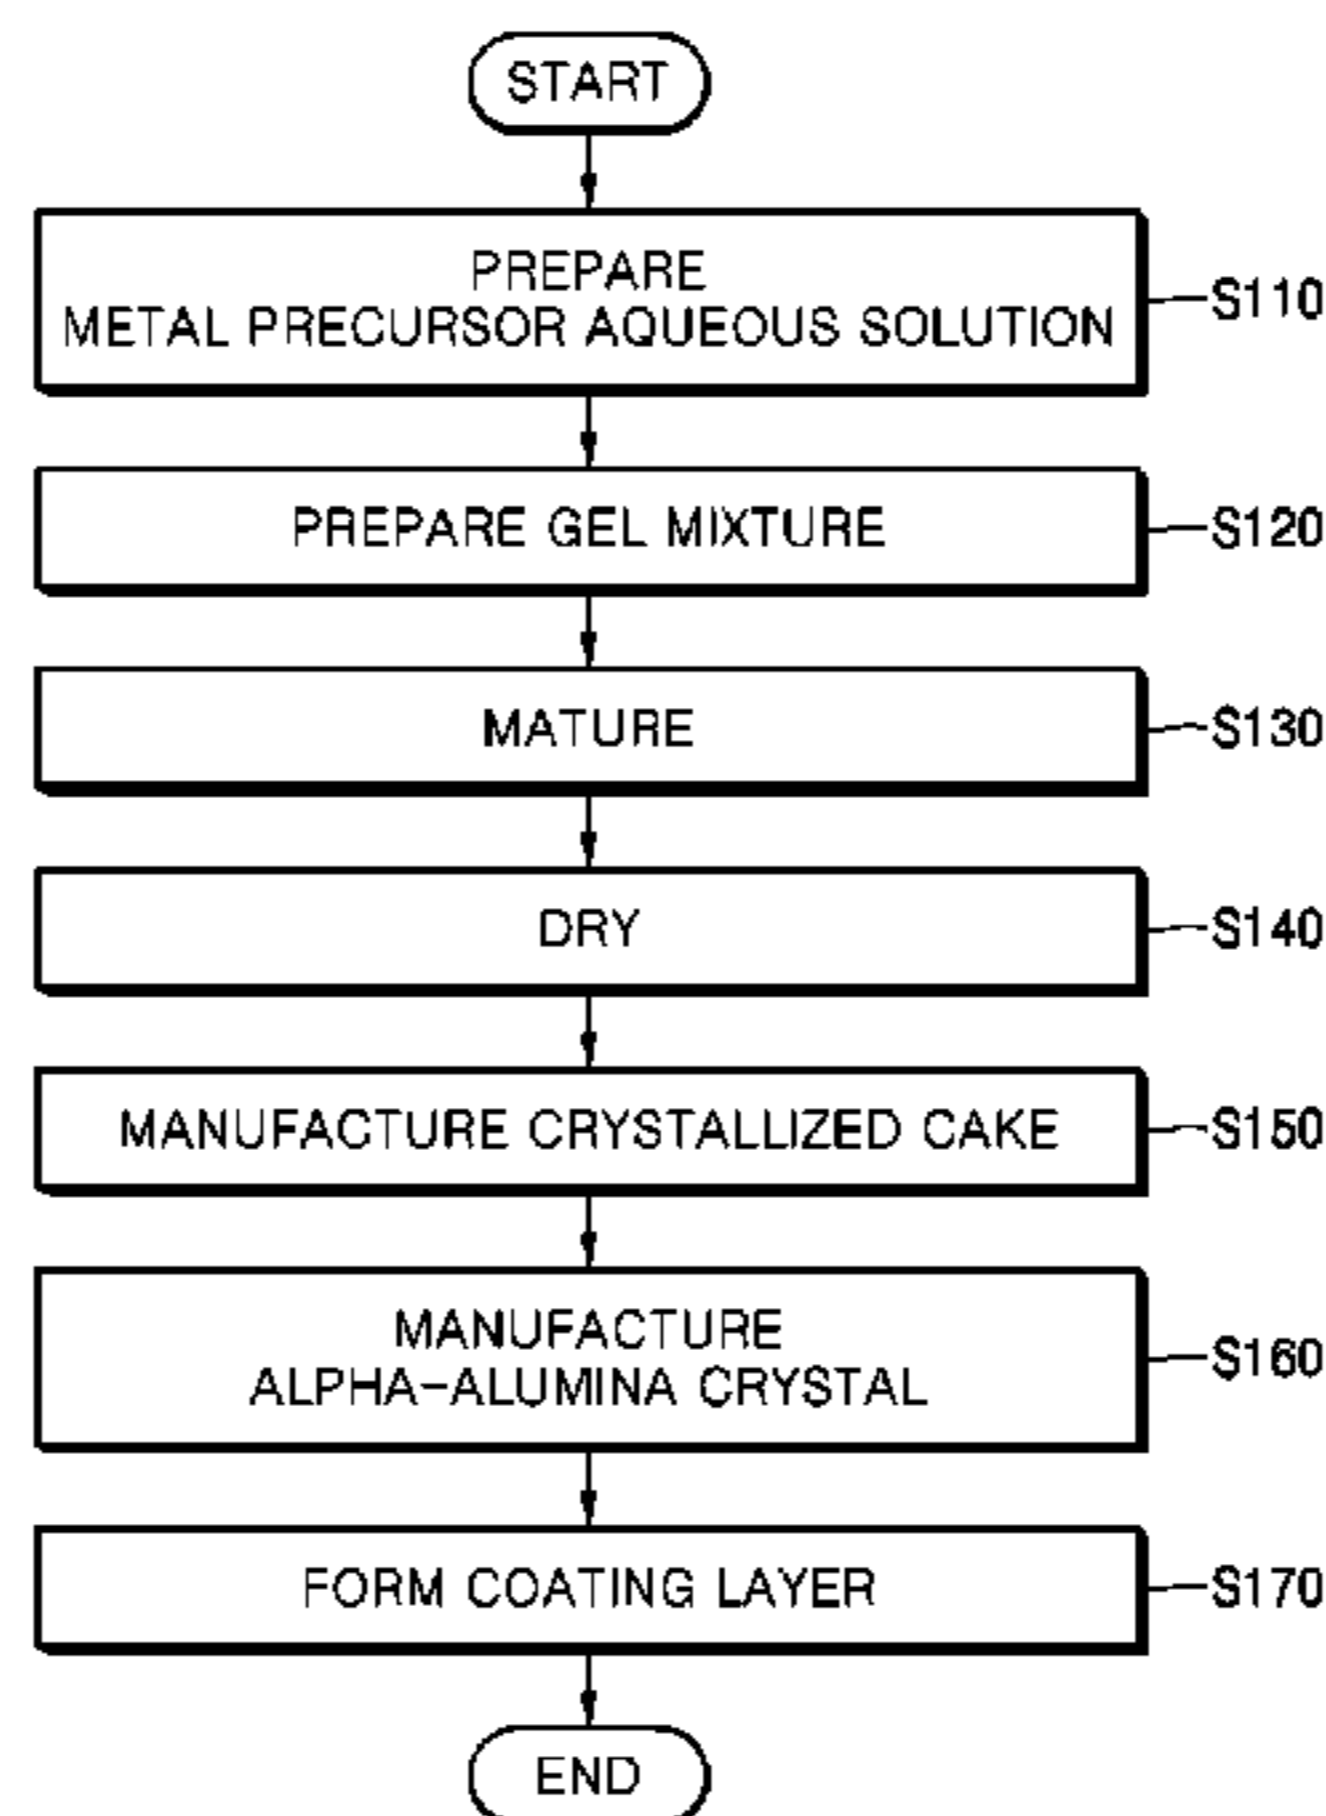 START
PREPARE
METAL PRECURSOR AQUEOUS SOLUTION
S110
PREPARE GEL MIXTURE
S120
MATURE
S130
DRY
S140
MANUFACTURE CRYSTALLIZED CAKE
S150
MANUFACTURE
ALPHA-ALUMINA CRYSTAL
S160
FORM COATING LAYER
S170
END